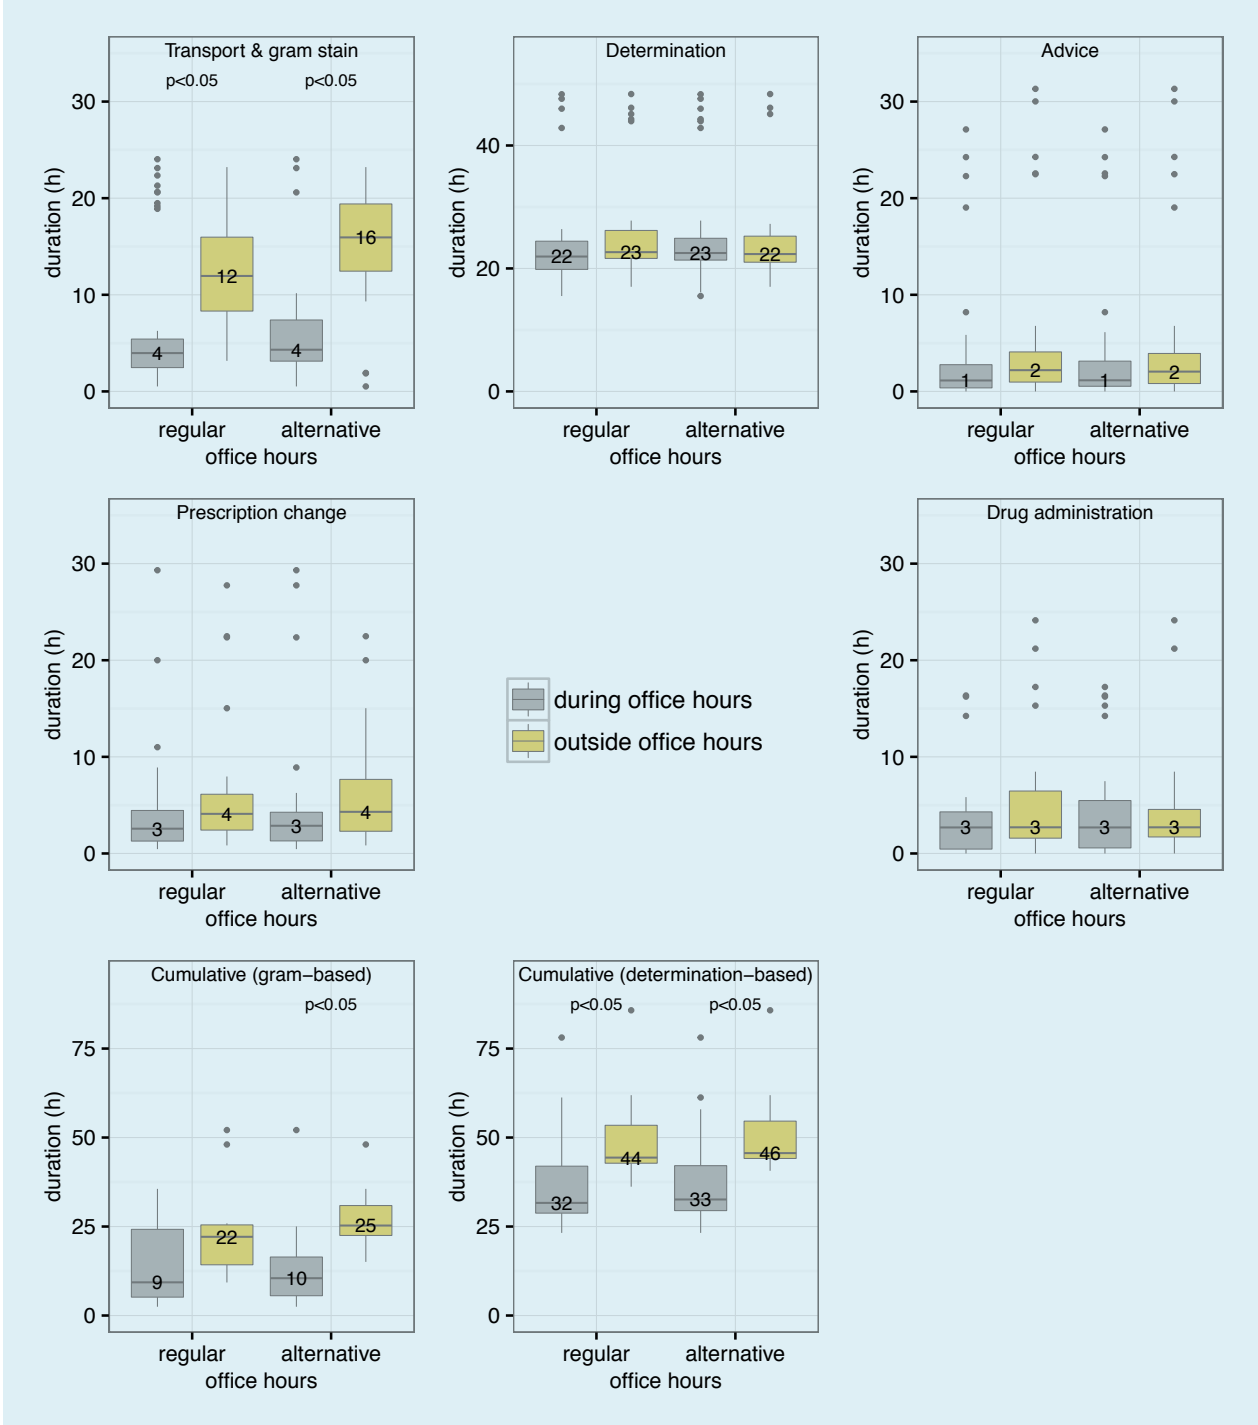 Transport & gram stain
p<0.05 p<0.05
30
20
10
0
duration (h)
4 12 4 16
regular alternative
office hours
Determination
40
20
0
duration (h)
22 23 23 22
regular alternative
office hours
Advice
30
20
10
0
duration (h)
1 2 1 2
regular alternative
office hours
Prescription change
30
20
10
0
duration (h)
3 4 3 4
regular alternative
office hours
during office hours
outside office hours
Drug administration
30
20
10
0
duration (h)
3 3 3 3
regular alternative
office hours
Cumulative (gram−based)
p<0.05
75
50
25
0
duration (h)
9 22 10 25
regular alternative
office hours
Cumulative (determination−based)
p<0.05 p<0.05
75
50
25
0
duration (h)
32 44 33 46
regular alternative
office hours